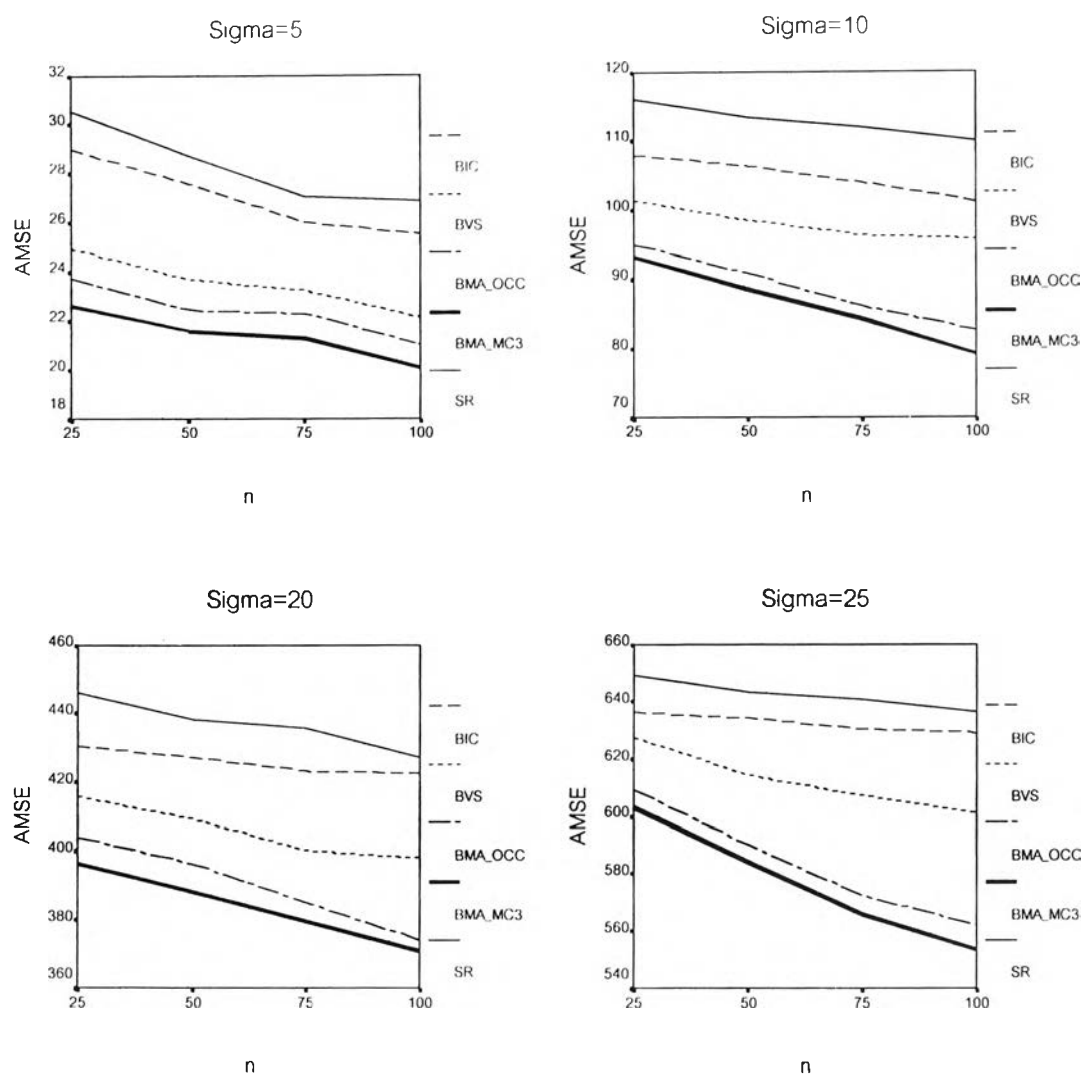 Sigma=5
32
30
28
26
24
22
20
18
AMSE
25
50
75
100
n
BIC
BVS
BMA_OCC
BMA_MC3
SR
Sigma=10
120
110
100
90
80
70
AMSE
25
50
75
100
n
BIC
BVS
BMA_OCC
BMA_MC3
SR
Sigma=20
460
440
420
400
380
360
AMSE
25
50
75
100
n
BIC
BVS
BMA_OCC
BMA_MC3
SR
Sigma=25
660
640
620
600
580
560
540
AMSE
25
50
75
100
n
BIC
BVS
BMA_OCC
BMA_MC3
SR